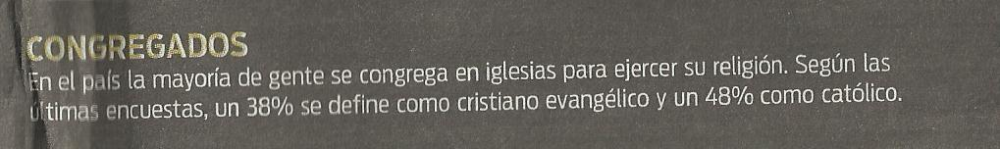 CONGREGADOS
En el país la mayoría de gente se congrega en iglesias para ejercer su religión. Según las
últimas encuestas, un 38% se define como cristiano evangélico y un 48% como católico.